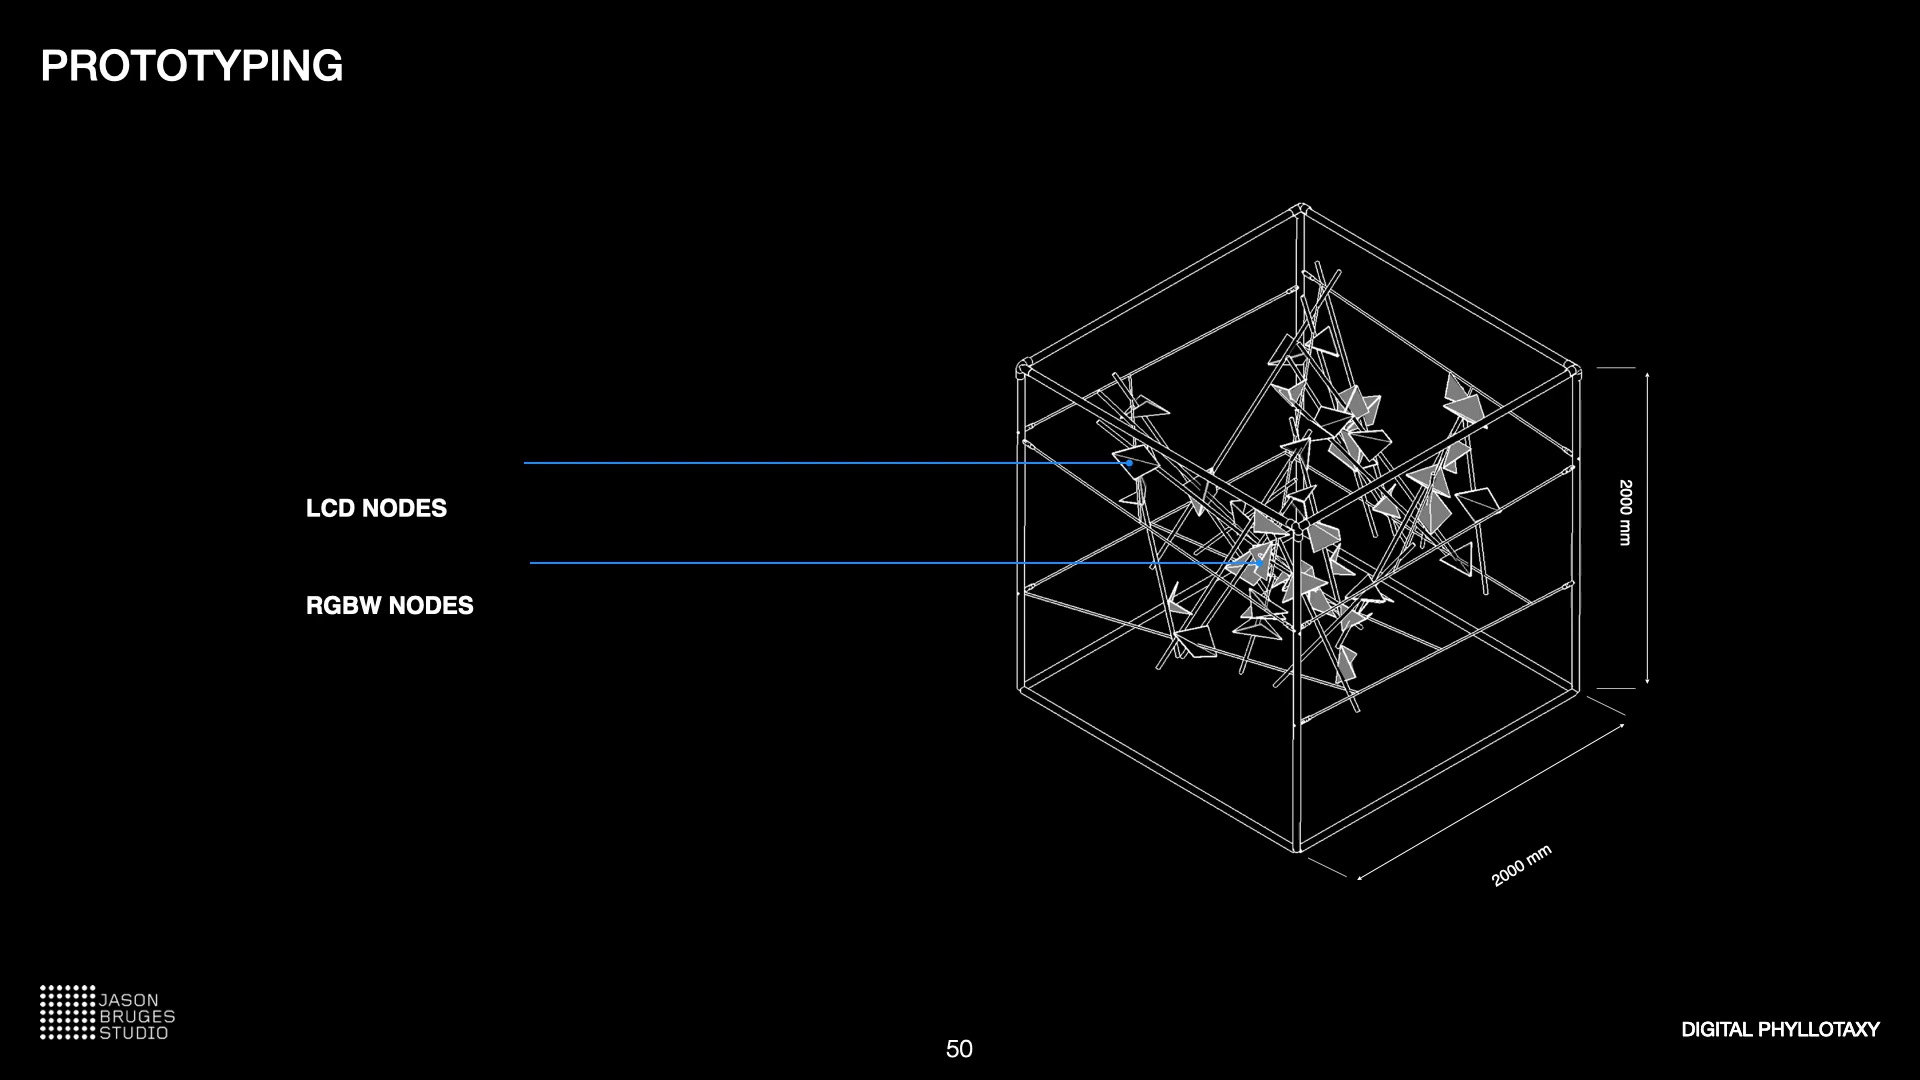 PROTOTYPING
LCD NODES
RGBW NODES
2000 mm
2000 mm
JASON
BRUGES
STUDIO
50
DIGITAL PHYLLOTAXY